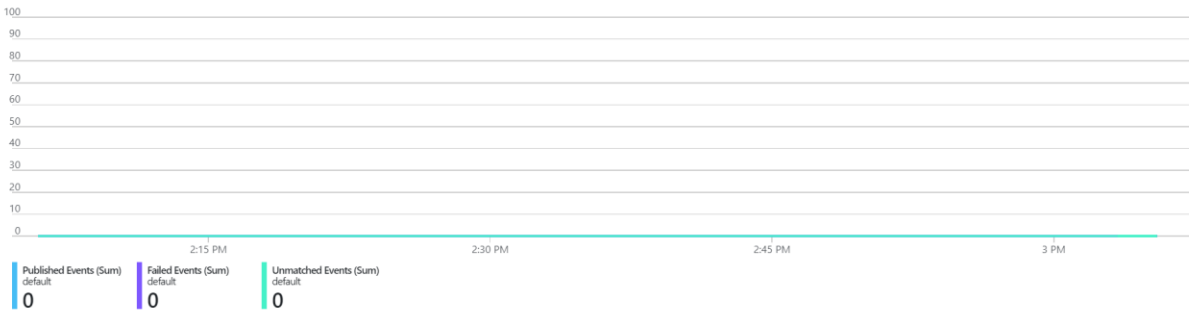 100
90
80
70
60
50
40
30
20
10
0
2:15 PM 2:30 PM 2:45 PM 3 PM
Published Events (Sum) Failed Events (Sum) Unmatched Events (Sum)
default default default
0 0 0